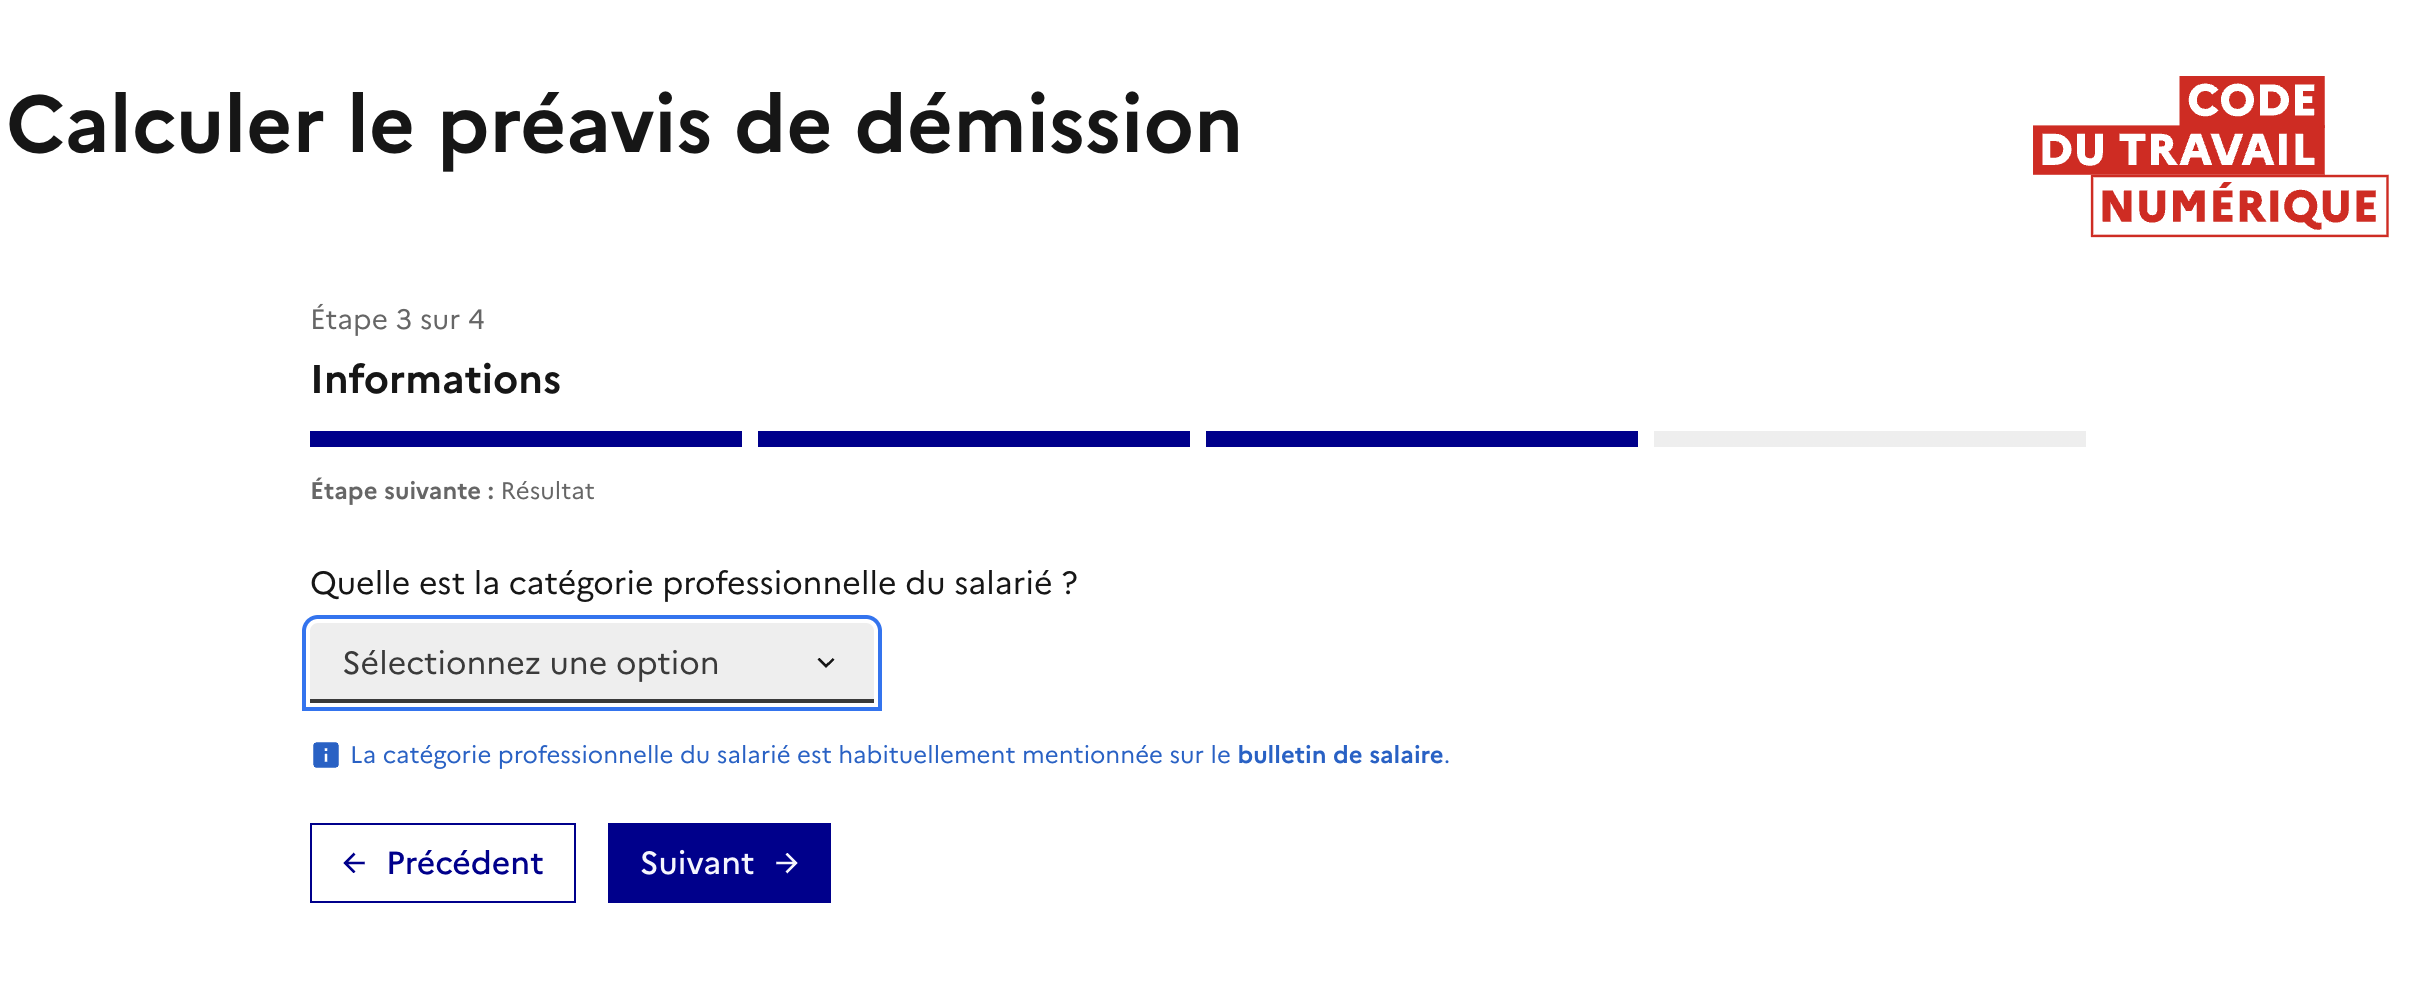 Calculer le préavis de démission
CODE
DU TRAVAIL
NUMÉRIQUE
Étape 3 sur 4
Informations
Étape suivante : Résultat
Quelle est la catégorie professionnelle du salarié ?
Sélectionnez une option
i La catégorie professionnelle du salarié est habituellement mentionnée sur le bulletin de salaire.
← Précédent
Suivant →